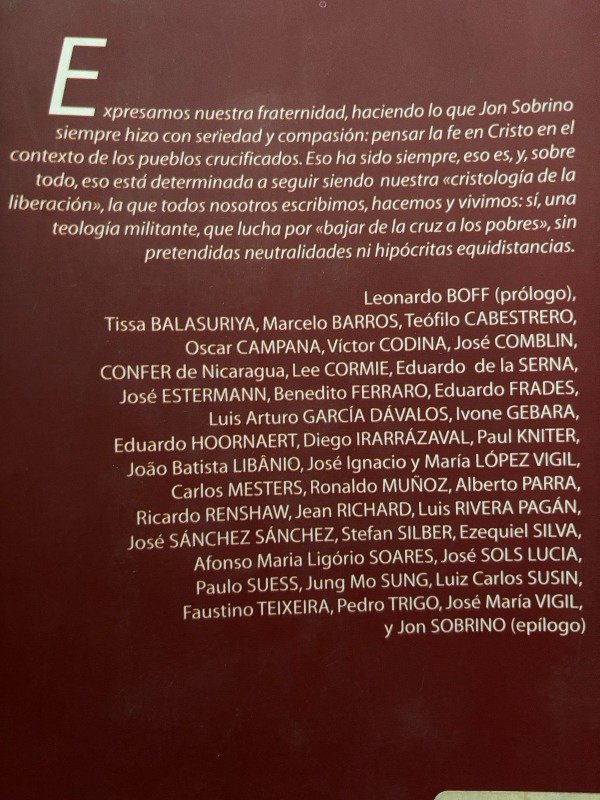 Expresamos nuestra fraternidad, haciendo lo que Jon Sobrino
siempre hizo con seriedad y compasión: pensar la fe en Cristo en el
contexto de los pueblos crucificados. Eso ha sido siempre, eso es, y, sobre
todo, eso está determinada a seguir siendo nuestra «cristología de la
liberación», la que todos nosotros escribimos, hacemos y vivimos: sí, una
teología militante, que lucha por «bajar de la cruz a los pobres», sin
pretendidas neutralidades ni hipócritas equidistancias.
Leonardo BOFF (prólogo),
Tissa BALASURIYA, Marcelo BARROS, Teófilo CABESTRERO,
Oscar CAMPANA, Víctor CODINA, José COMBLIN,
CONFER de Nicaragua, Lee CORMIE, Eduardo de la SERNA,
José ESTERMANN, Benedito FERRARO, Eduardo FRADES,
Luis Arturo GARCÍA DÁVALOS, Ivone GEBARA,
Eduardo HOORNAERT, Diego IRARRÁZAVAL, Paul KNITER,
João Batista LIBÂNIO, José Ignacio y María LÓPEZ VIGIL,
Carlos MESTERS, Ronaldo MUÑOZ, Alberto PARRA,
Ricardo RENSHAW, Jean RICHARD, Luis RIVERA PAGÁN,
José SÁNCHEZ SÁNCHEZ, Stefan SILBER, Ezequiel SILVA,
Afonso Maria Ligório SOARES, José SOLS LUCIA,
Paulo SUESS, Jung Mo SUNG, Luiz Carlos SUSIN,
Faustino TEIXEIRA, Pedro TRIGO, José María VIGIL,
y Jon SOBRINO (epílogo)